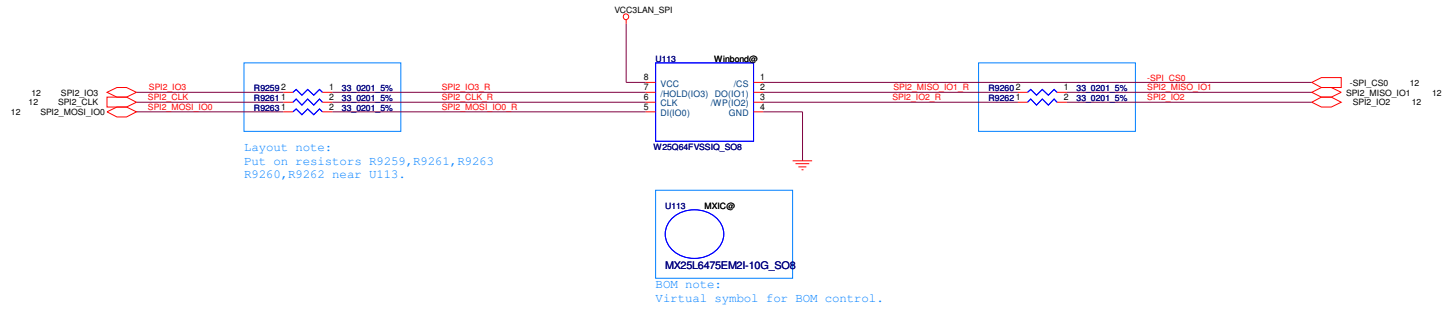 VCC3LAN_SPI
U113 Winbond@
8 VCC /CS 1
7 /HOLD(IO3) DO(IO1) 2
6 CLK /WP(IO2) 3
5 DI(IO0) GND 4
W25Q64FVSSIQ_SO8
12 SPI2_IO3 SPI2_IO3 R9259 2 1 33_0201_5% SPI2_IO3_R
12 SPI2_CLK SPI2_CLK R9261 1 2 33_0201_5% SPI2_CLK_R
12 SPI2_MOSI_IO0 SPI2_MOSI_IO0 R9263 1 2 33_0201_5% SPI2_MOSI_IO0_R
-SPI_CS0 -SPI_CS0 12
SPI2_MISO_IO1_R R9260 2 1 33_0201_5% SPI2_MISO_IO1 SPI2_MISO_IO1 12
SPI2_IO2_R R9262 1 2 33_0201_5% SPI2_IO2 SPI2_IO2 12
Layout note:
Put on resistors R9259,R9261,R9263
R9260,R9262 near U113.
U113 MXIC@
MX25L6475EM2I-10G_SO8
BOM note:
Virtual symbol for BOM control.